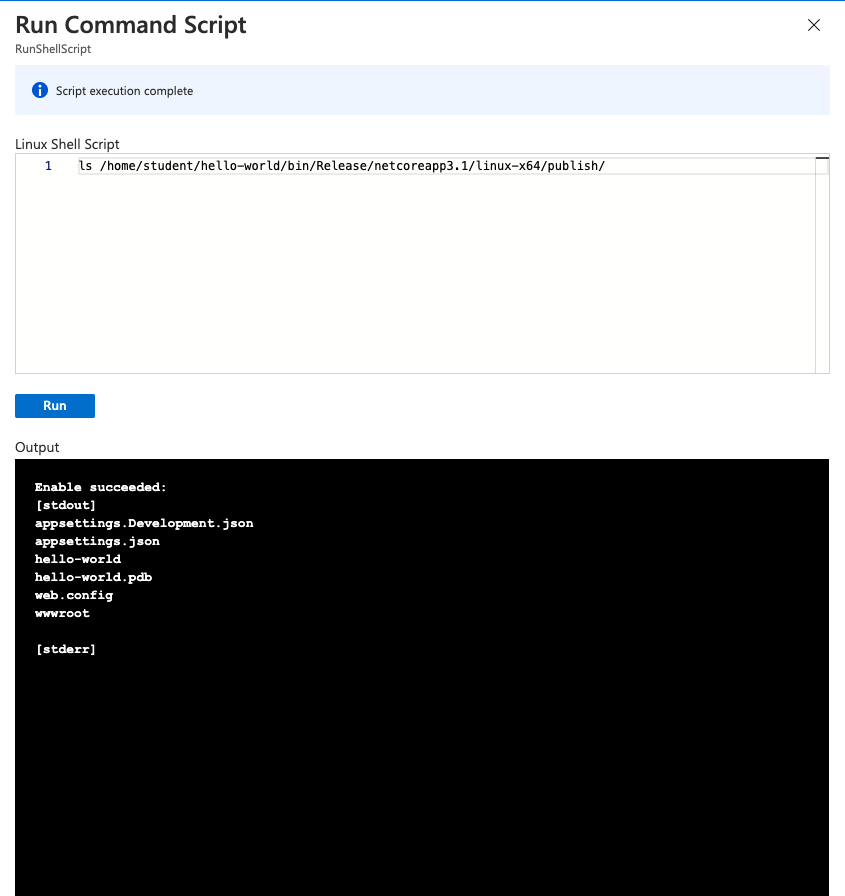 Run Command Script
RunShellScript
Script execution complete
Linux Shell Script
1 ls /home/student/hello-world/bin/Release/netcoreapp3.1/linux-x64/publish/
Run
Output
Enable succeeded:
[stdout]
appsettings.Development.json
appsettings.json
hello-world
hello-world.pdb
web.config
wwwroot
[stderr]